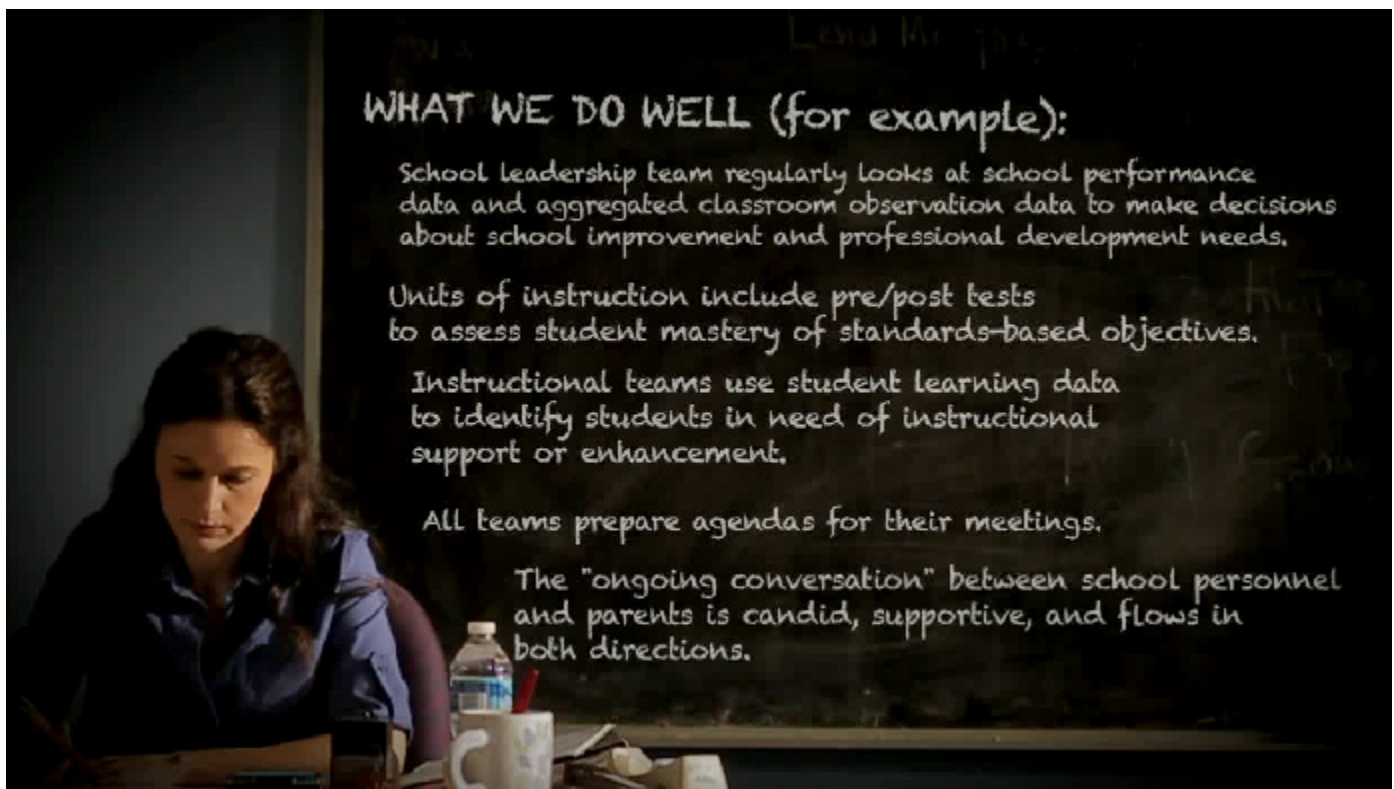 WHAT WE DO WELL (for example):
School leadership team regularly looks at school performance
data and aggregated classroom observation data to make decisions
about school improvement and professional development needs.
Units of instruction include pre/post tests
to assess student mastery of standards-based objectives.
Instructional teams use student learning data
to identify students in need of instructional
support or enhancement.
All teams prepare agendas for their meetings.
The "ongoing conversation" between school personnel
and parents is candid, supportive, and flows in
both directions.